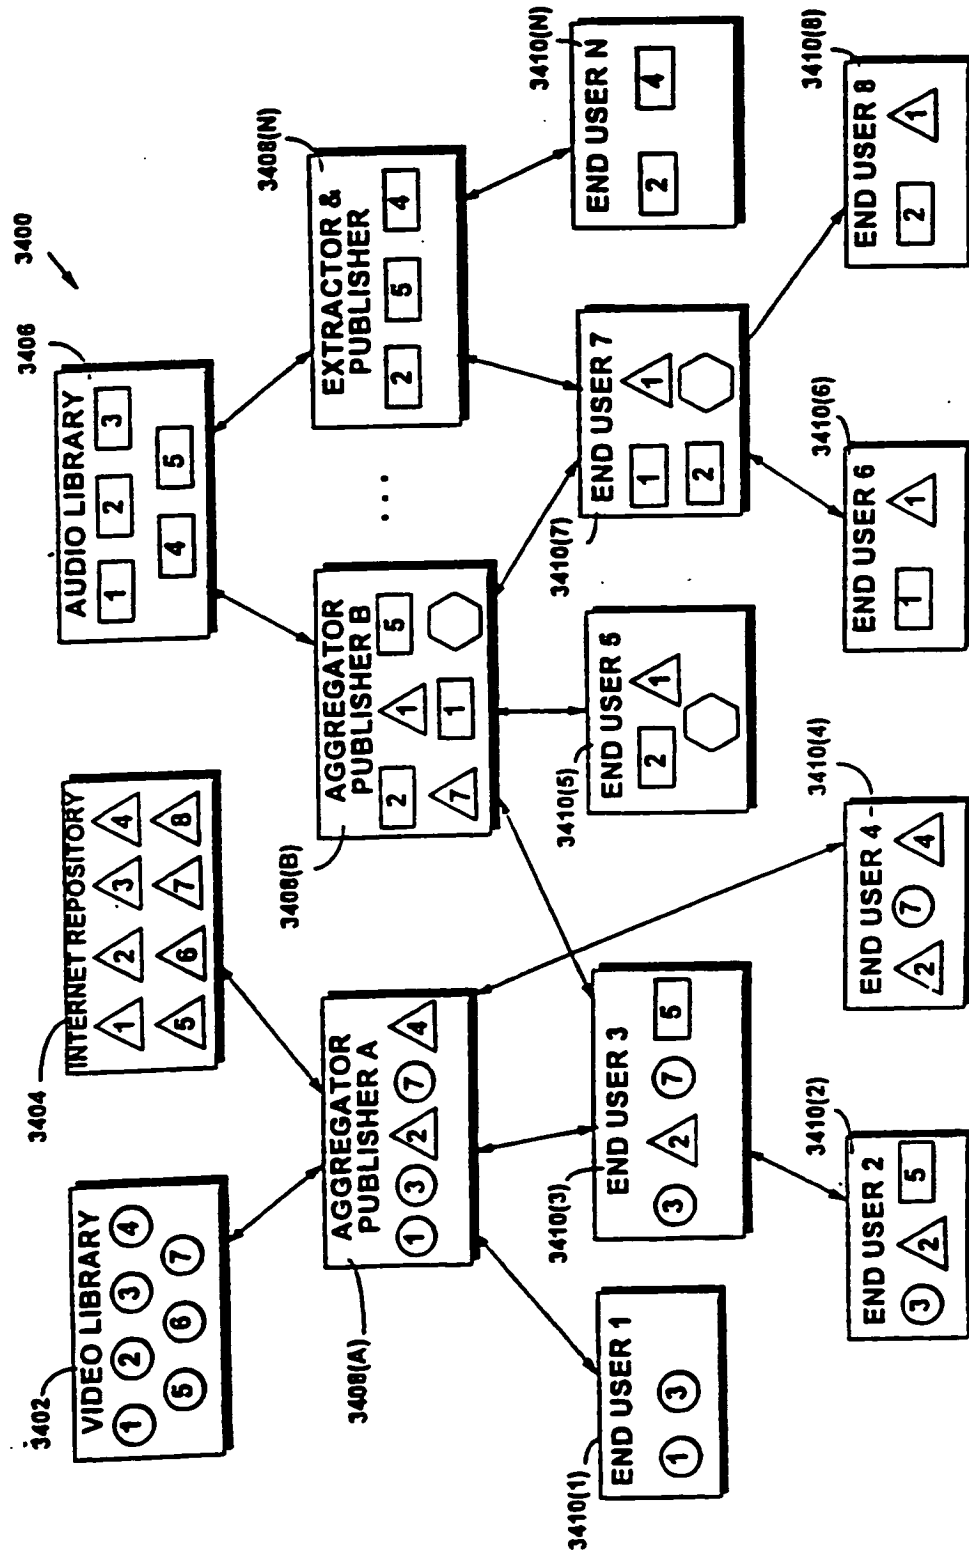 3400
3402
VIDEO LIBRARY
1 2 3 4
5 6 7
3404
INTERNET REPOSITORY
1 2 3 4
5 6 7 8
3406
AUDIO LIBRARY
1 2 3
4 5
3408(A)
AGGREGATOR
PUBLISHER A
1 3 2 7 4
3408(B)
AGGREGATOR
PUBLISHER B
2 1 5
7 1
...
3408(N)
EXTRACTOR &
PUBLISHER
2 5 4
3410(1)
END USER 1
1 3
3410(3)
END USER 3
3 2 7 5
3410(5)
END USER 5
2 1
3410(7)
END USER 7
1 1
2
3410(N)
END USER N
2 4
3410(2)
END USER 2
3 2 5
3410(4)
END USER 4
2 7 4
3410(6)
END USER 6
1 1
3410(8)
END USER 8
2 1